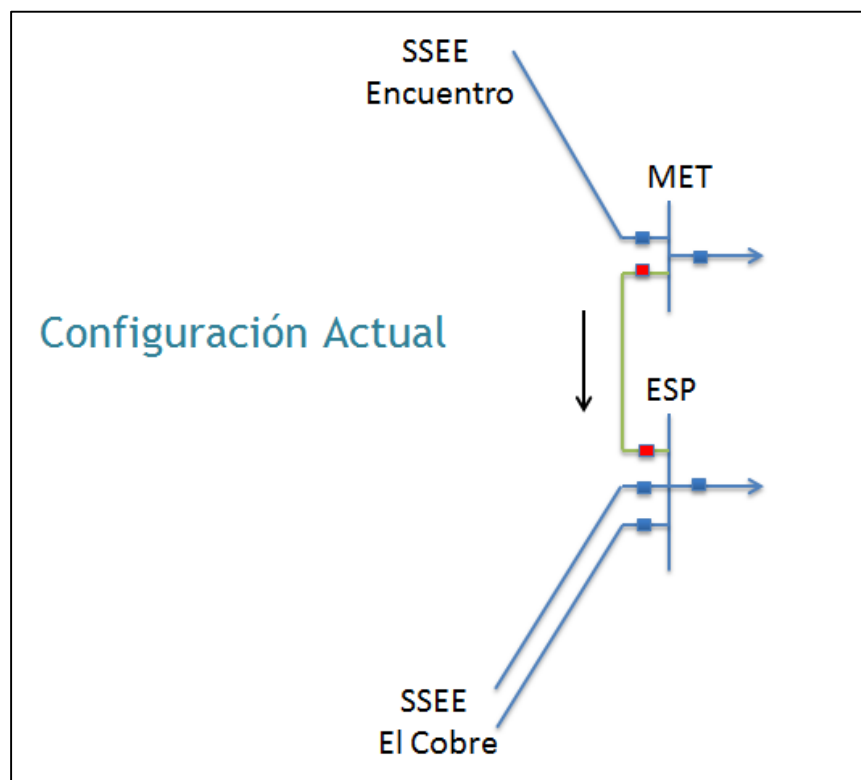 SSEE
Encuentro
MET
Configuración Actual
ESP
SSEE
El Cobre